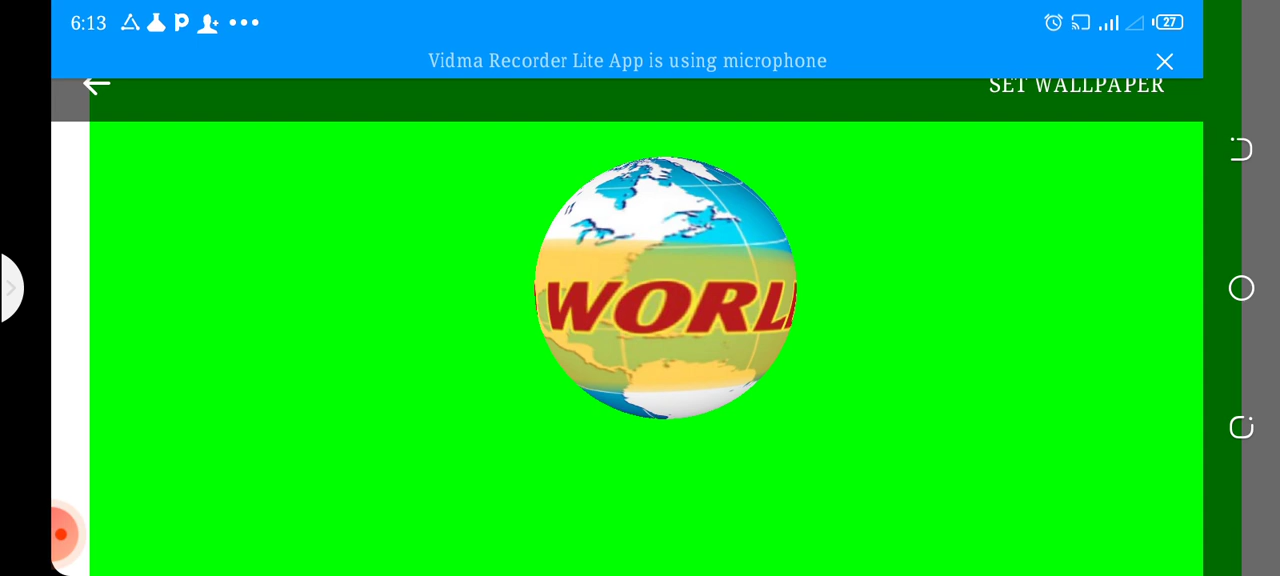 6:13
27
Vidma Recorder Lite App is using microphone
SET WALLPAPER
WORL